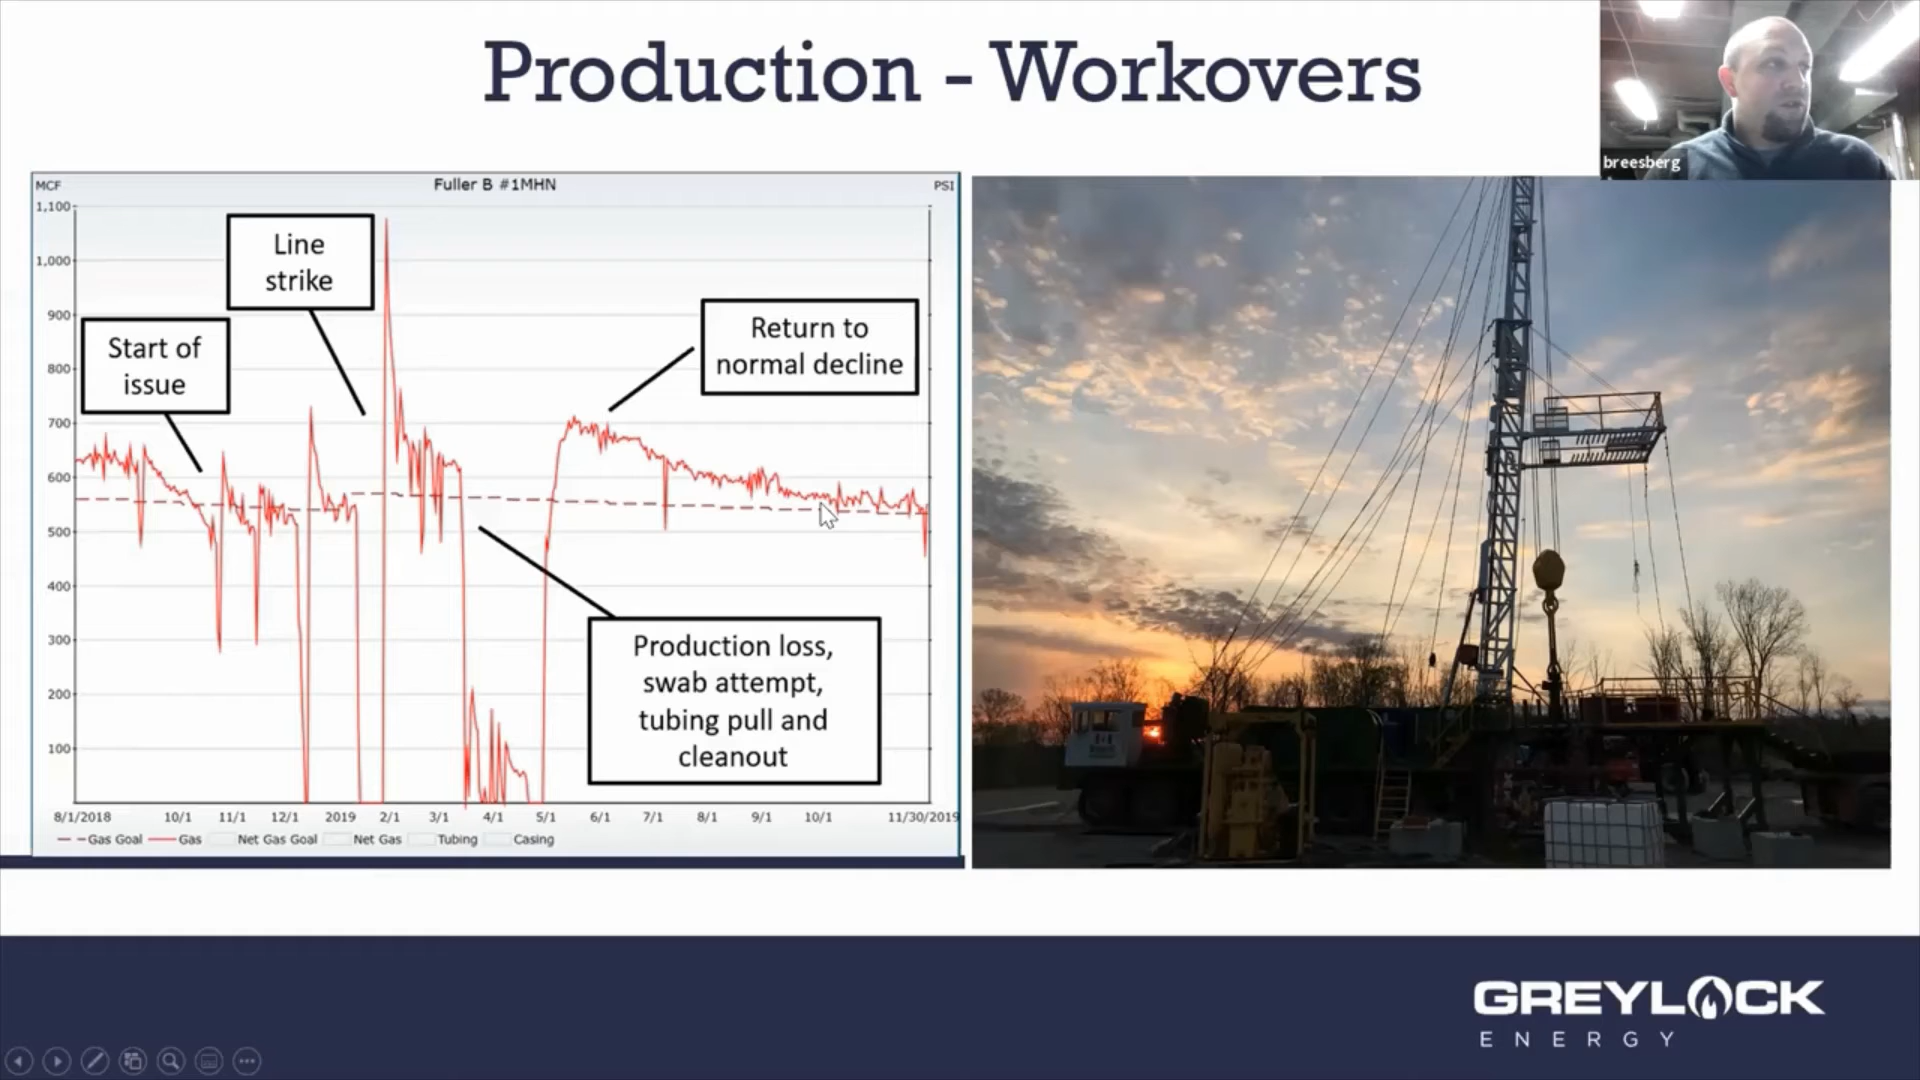 Production - Workovers
breesberg
MCF
Fuller B #1MHN
PSI
1,100
1,000
900
800
700
600
500
400
300
200
100
Line
strike
Start of
issue
Return to
normal decline
Production loss,
swab attempt,
tubing pull and
cleanout
8/1/2018 10/1 11/1 12/1 2019 2/1 3/1 4/1 5/1 6/1 7/1 8/1 9/1 10/1 11/30/2019
Gas Goal Gas Net Gas Goal Net Gas Tubing Casing
GREYLOCK
ENERGY